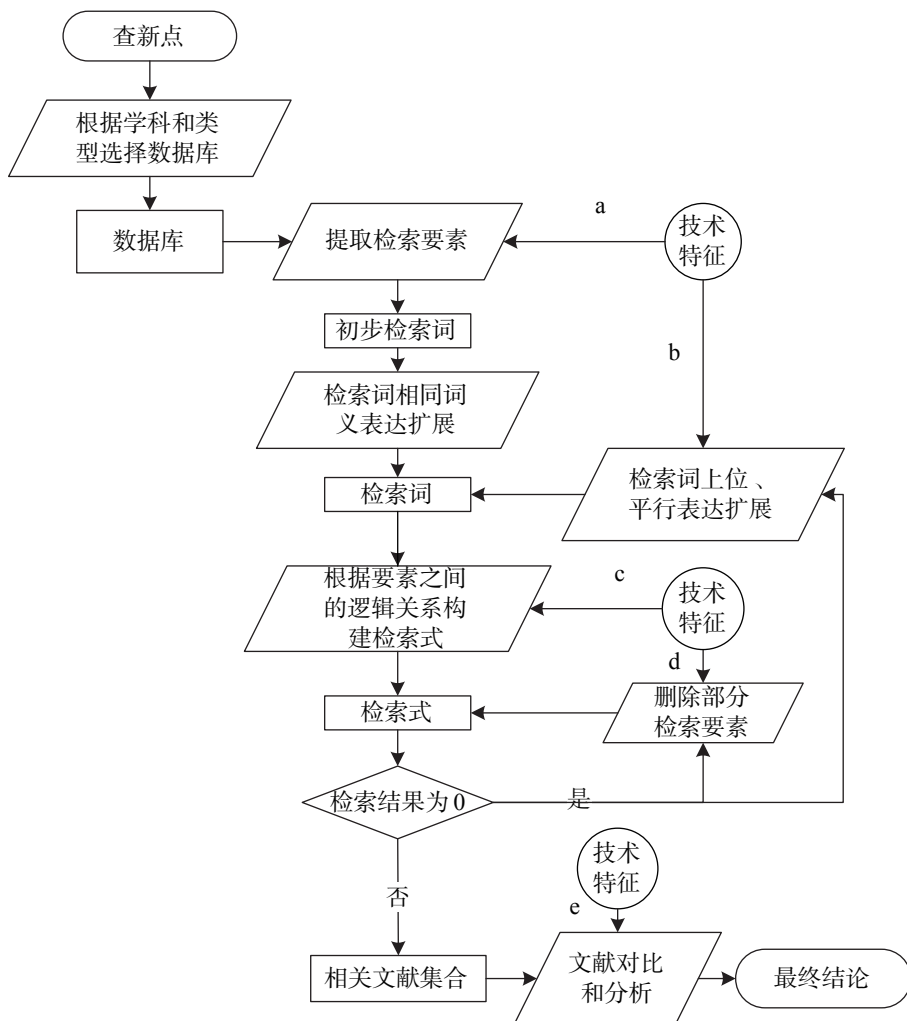 查新点
根据学科和类
型选择数据库
数据库
提取检索要素
a
技术
特征
初步检索词
b
检索词相同词
义表达扩展
检索词
检索词上位、
平行表达扩展
根据要素之间
的逻辑关系构
建检索式
c
技术
特征
d
检索式
删除部分
检索要素
检索结果为0
是
否
技术
特征
e
相关文献集合
文献对比
和分析
最终结论